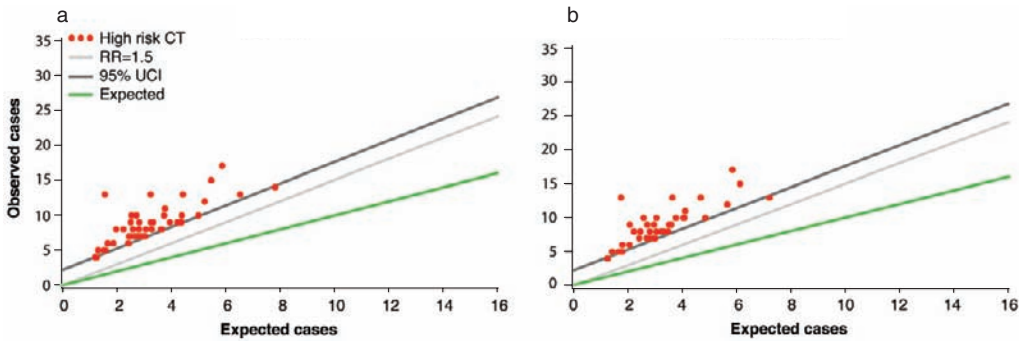 a
High risk CT
RR=1.5
95% UCI
Expected
Observed cases
35
30
25
20
15
10
5
0
0 2 4 6 8 10 12 14 16
Expected cases
b
35
30
25
20
15
10
5
0
0 2 4 6 8 10 12 14 16
Expected cases